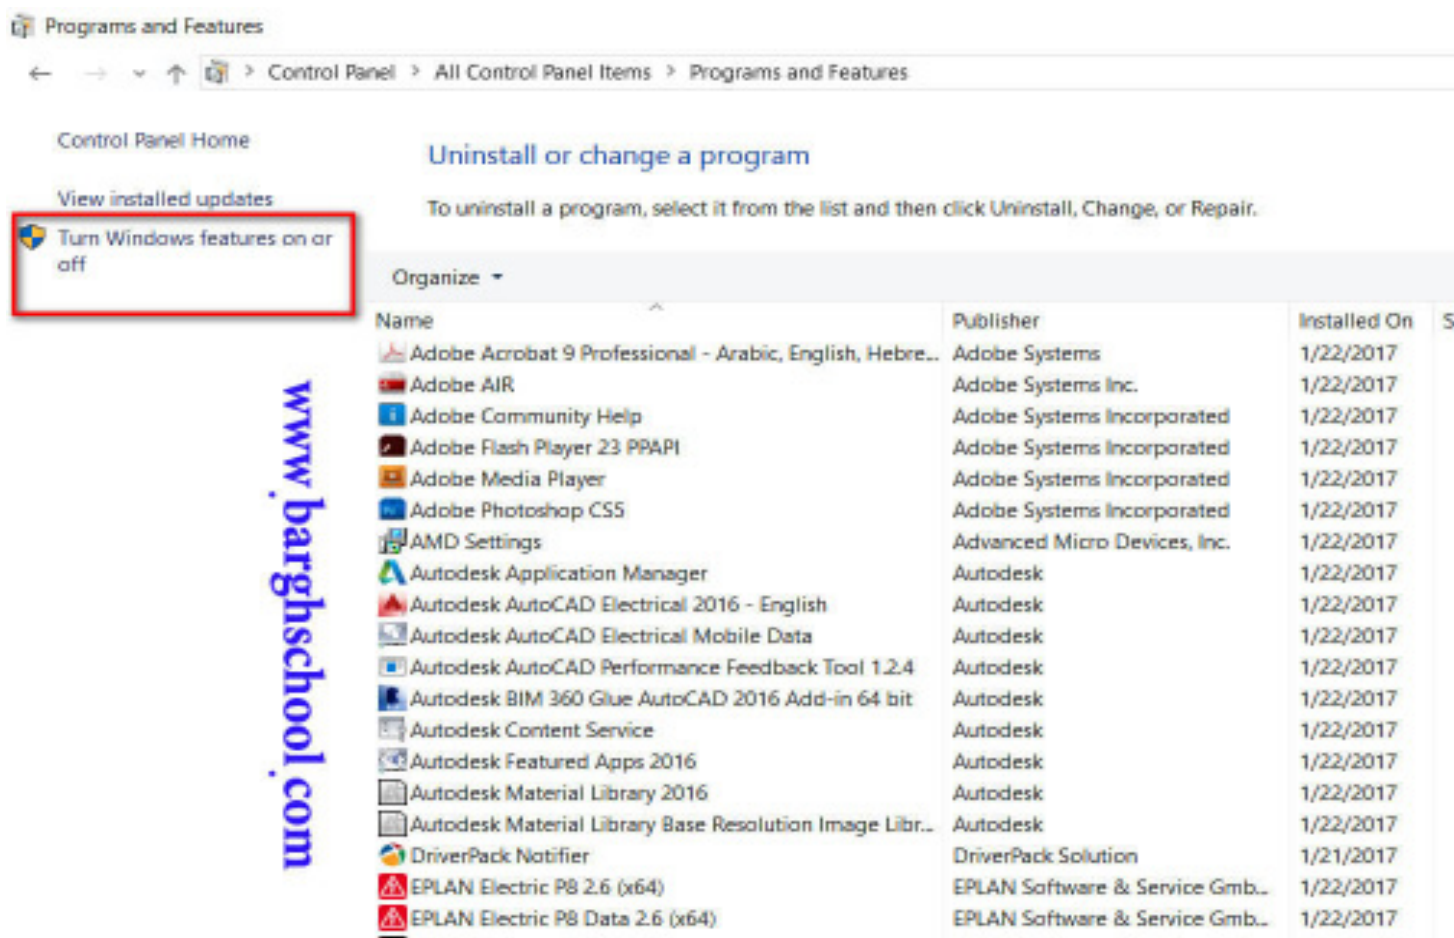 Programs and Features
Control Panel > All Control Panel Items > Programs and Features
Control Panel Home
View installed updates
Turn Windows features on or
off
Uninstall or change a program
To uninstall a program, select it from the list and then click Uninstall, Change, or Repair.
Organize
Name Publisher Installed On S
Adobe Acrobat 9 Professional - Arabic, English, Hebre... Adobe Systems 1/22/2017
Adobe AIR Adobe Systems Inc. 1/22/2017
Adobe Community Help Adobe Systems Incorporated 1/22/2017
Adobe Flash Player 23 PPAPI Adobe Systems Incorporated 1/22/2017
Adobe Media Player Adobe Systems Incorporated 1/22/2017
Adobe Photoshop CS5 Adobe Systems Incorporated 1/22/2017
AMD Settings Advanced Micro Devices, Inc. 1/22/2017
Autodesk Application Manager Autodesk 1/22/2017
Autodesk AutoCAD Electrical 2016 - English Autodesk 1/22/2017
Autodesk AutoCAD Electrical Mobile Data Autodesk 1/22/2017
Autodesk AutoCAD Performance Feedback Tool 1.2.4 Autodesk 1/22/2017
Autodesk BIM 360 Glue AutoCAD 2016 Add-in 64 bit Autodesk 1/22/2017
Autodesk Content Service Autodesk 1/22/2017
Autodesk Featured Apps 2016 Autodesk 1/22/2017
Autodesk Material Library 2016 Autodesk 1/22/2017
Autodesk Material Library Base Resolution Image Libr... Autodesk 1/22/2017
DriverPack Notifier DriverPack Solution 1/21/2017
EPLAN Electric P8 2.6 (x64) EPLAN Software & Service Gmb... 1/22/2017
EPLAN Electric P8 Data 2.6 (x64) EPLAN Software & Service Gmb... 1/22/2017
www.barghschool.com